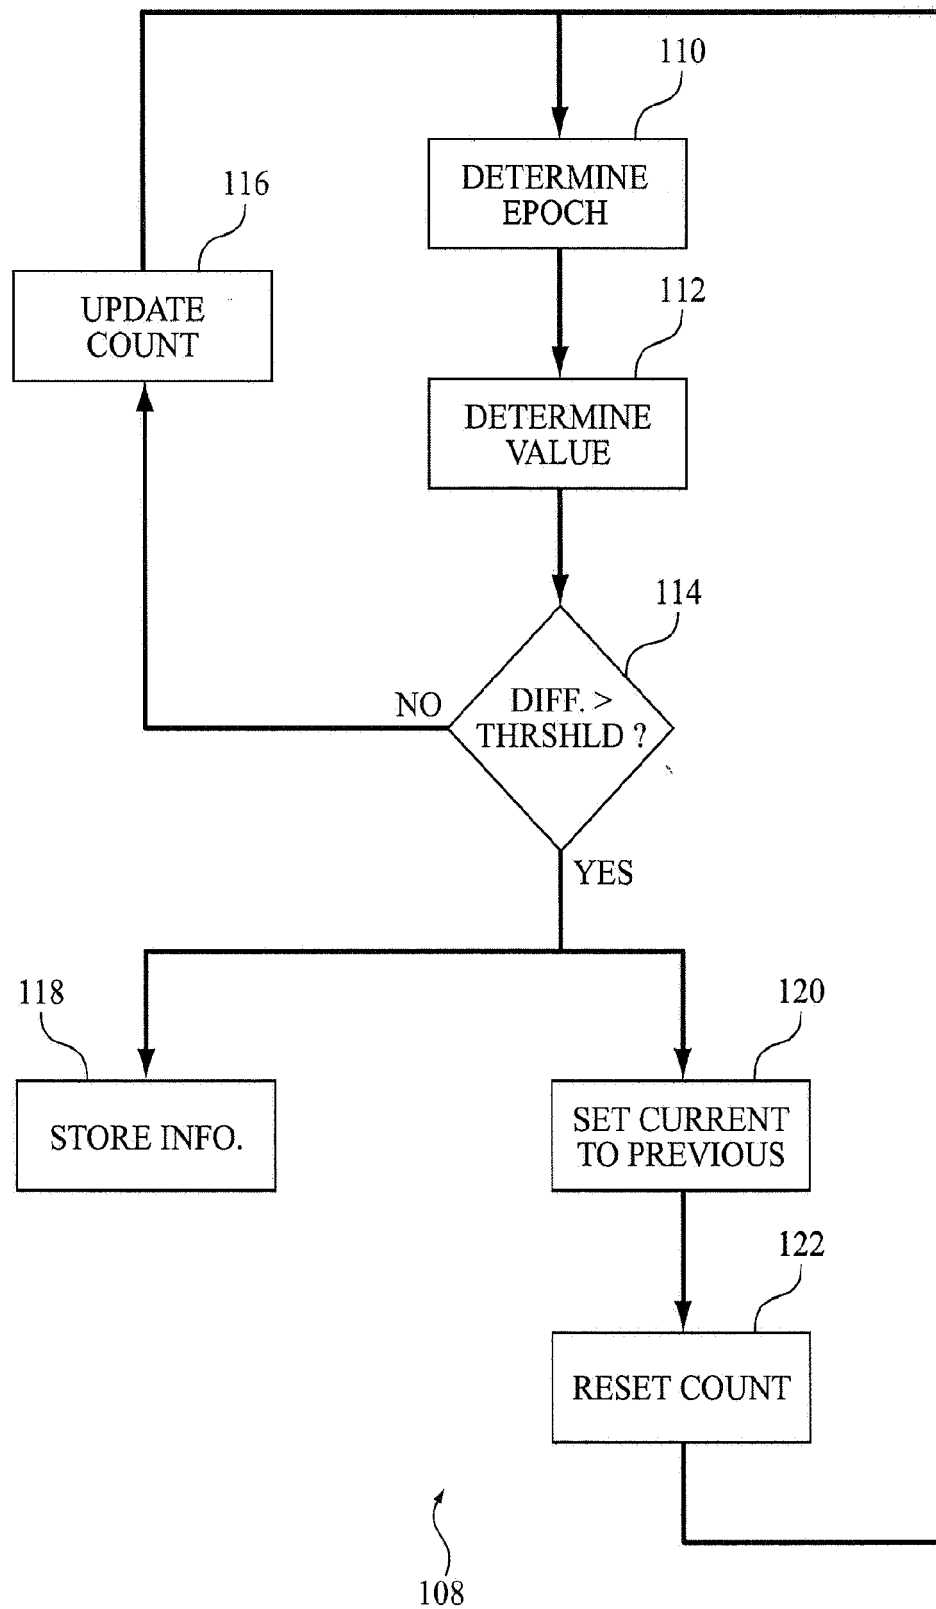 110
DETERMINE
EPOCH
116
UPDATE
COUNT
112
DETERMINE
VALUE
114
NO
DIFF. >
THRSHLD ?
YES
118
STORE INFO.
120
SET CURRENT
TO PREVIOUS
122
RESET COUNT
108